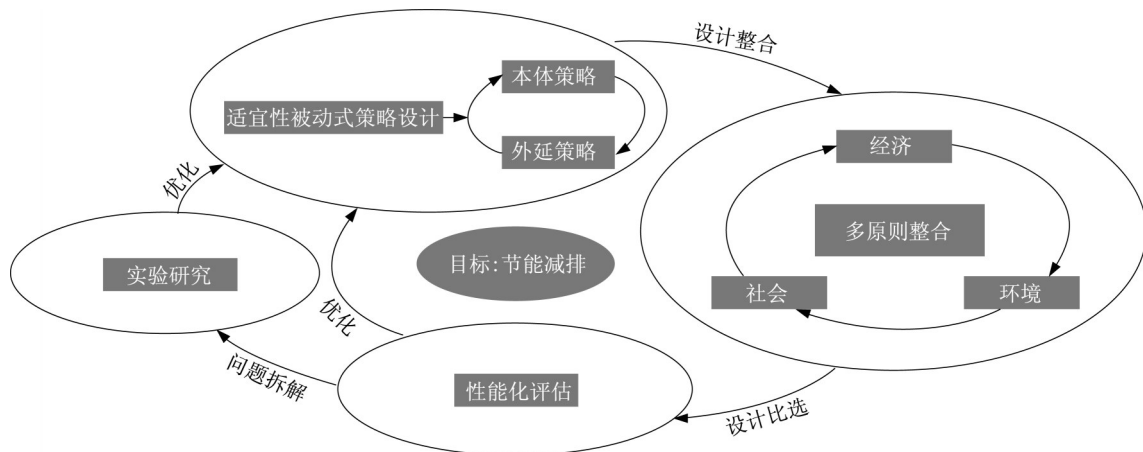 设计整合
本体策略
适宜性被动式策略设计
外延策略
经济
优化
多原则整合
目标:节能减排
实验研究
社会
环境
优化
问题拆解
性能化评估
设计比选